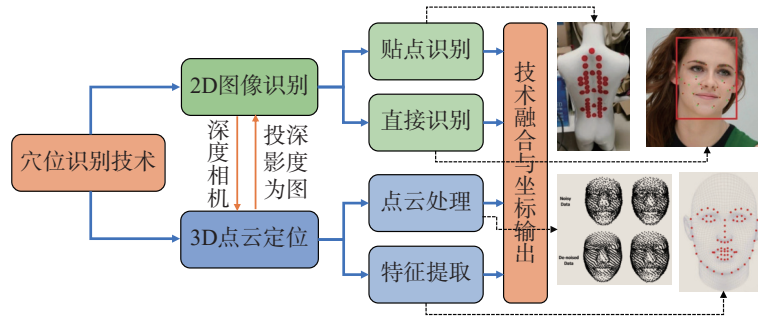 穴位识别技术
2D图像识别
深度相机
投影为
深度图
3D点云定位
贴点识别
直接识别
点云处理
特征提取
技术融合与坐标输出
Noisy
Data
De-noised
Data